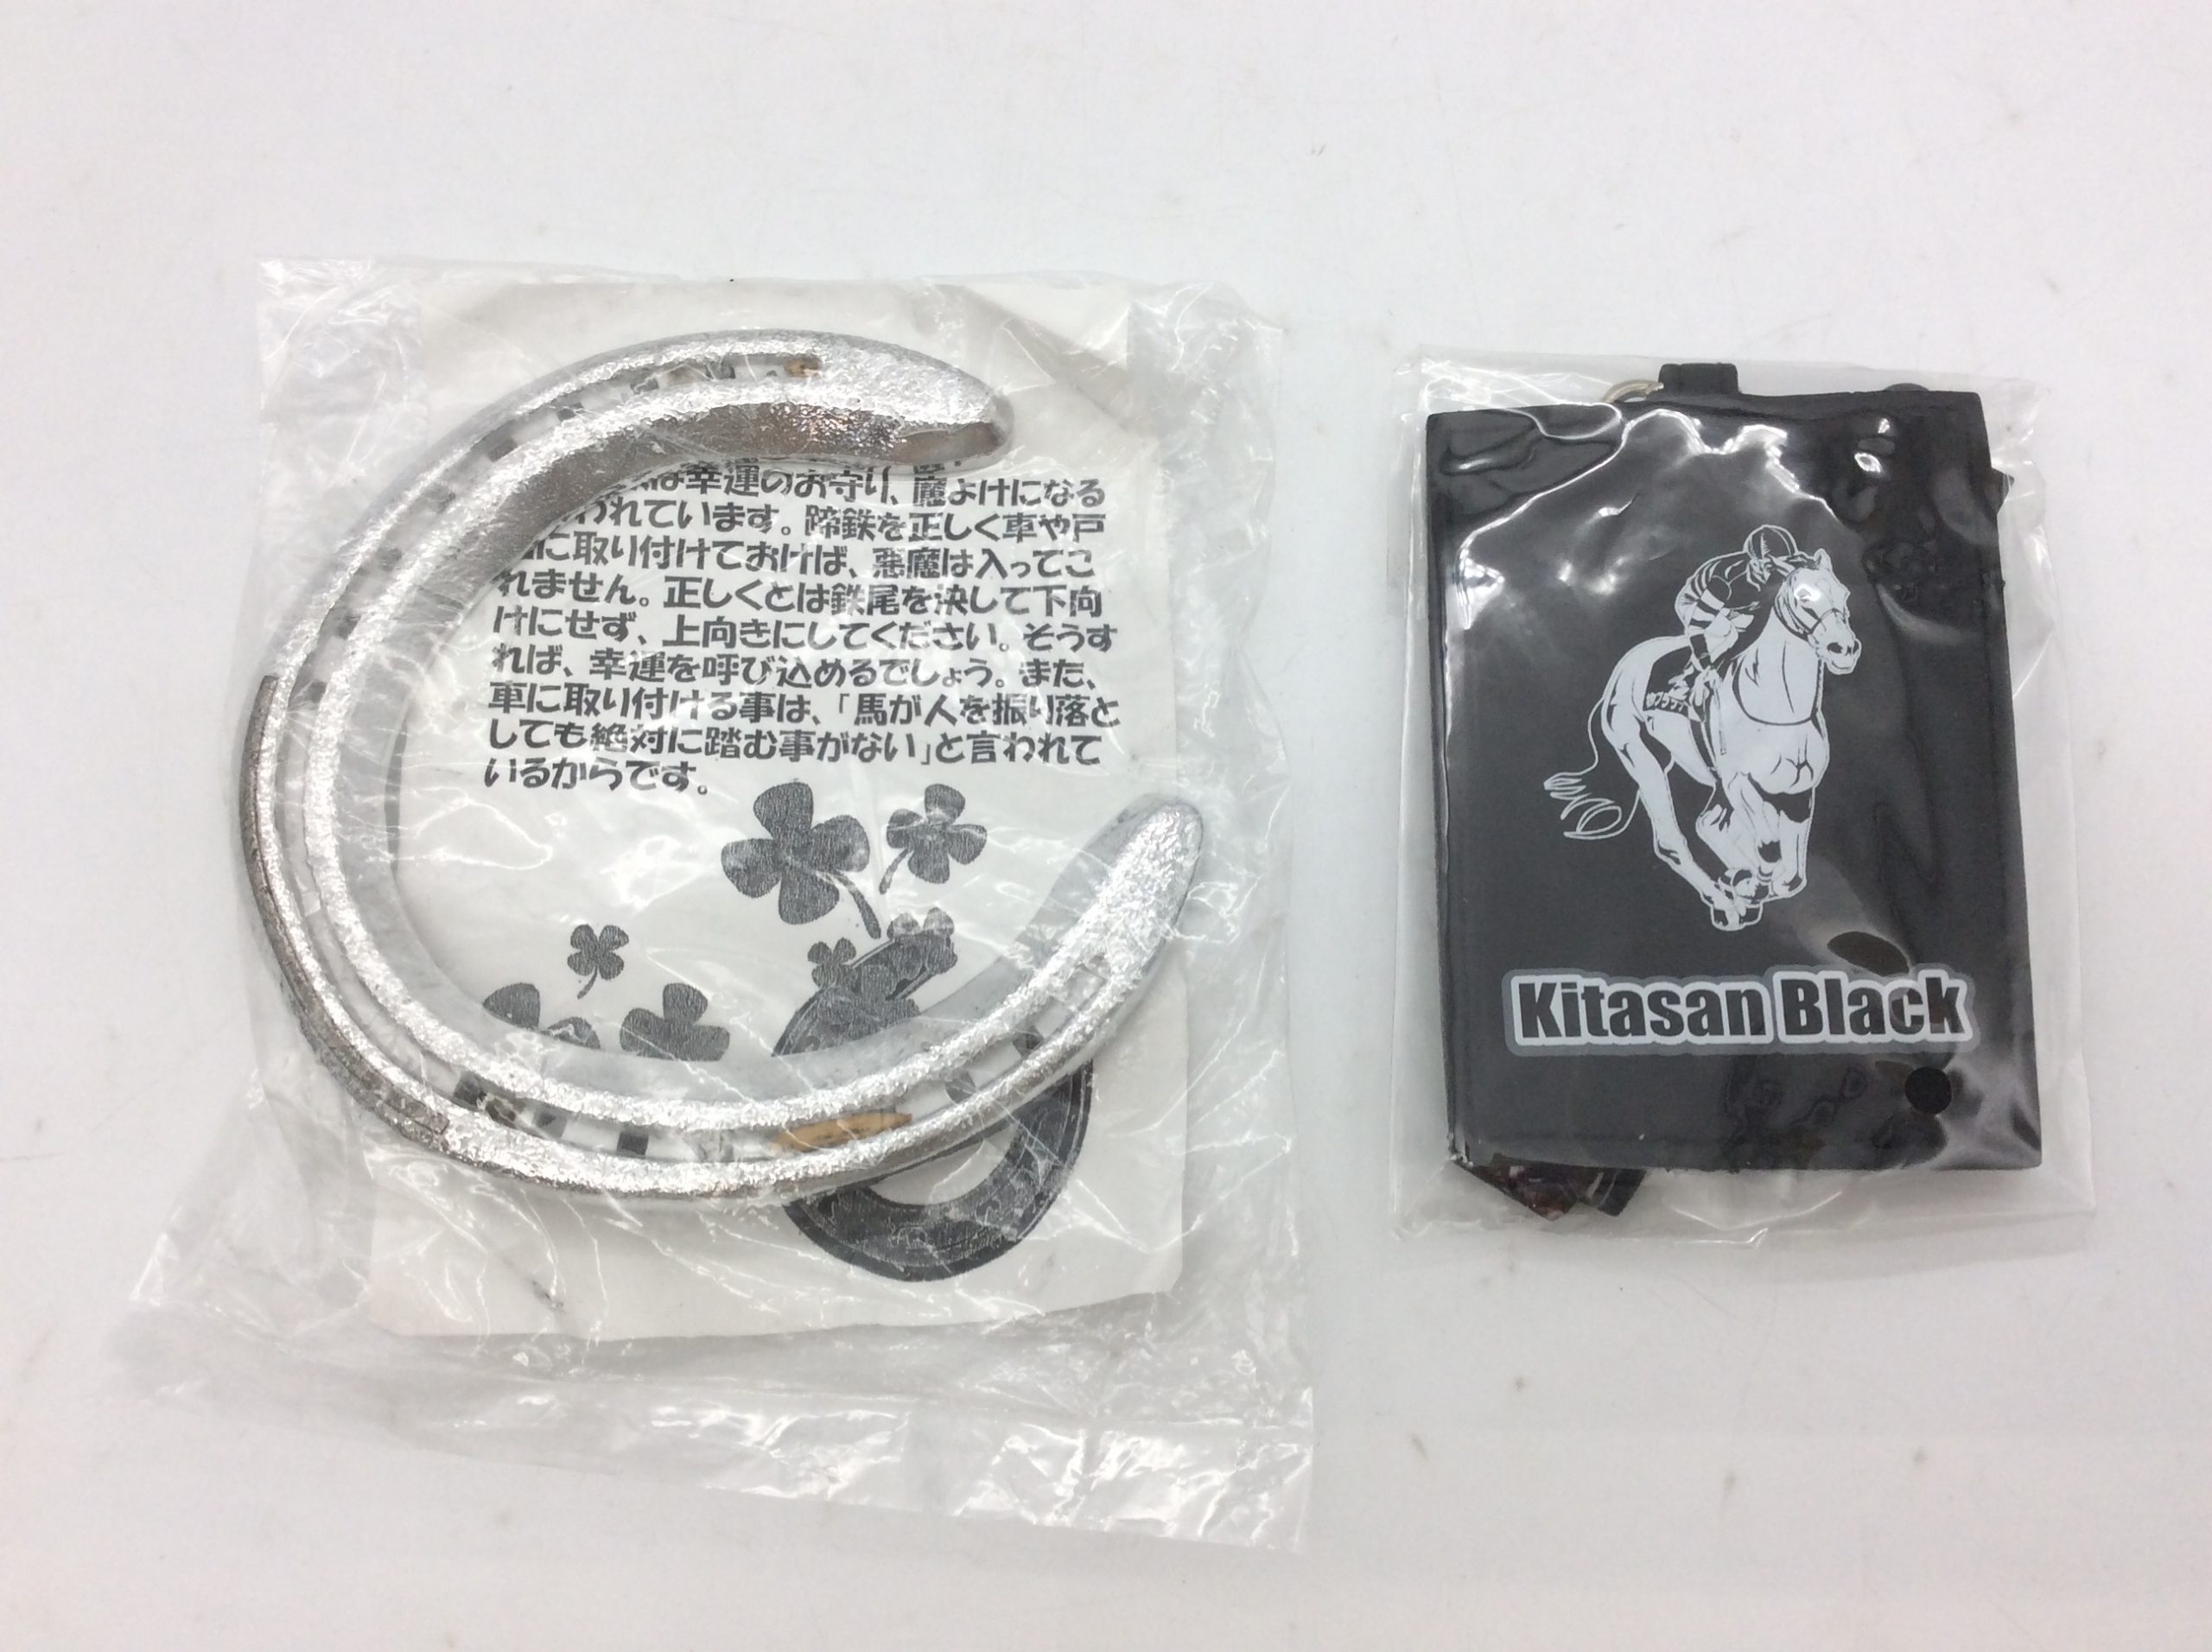 は幸運のお守り、魔よけになる
われています。蹄鉄を正しく車や戸
に取り付けておけば、悪魔は入ってこ
れません。正しくとは鉄尾を決して下向
けにせず、上向きにしてください。そうす
れば、幸運を呼び込めるでしょう。また、
車に取り付ける事は、「馬が人を振り落と
しても絶対に踏む事がない」と言われて
いるからです。
Kitasan Black